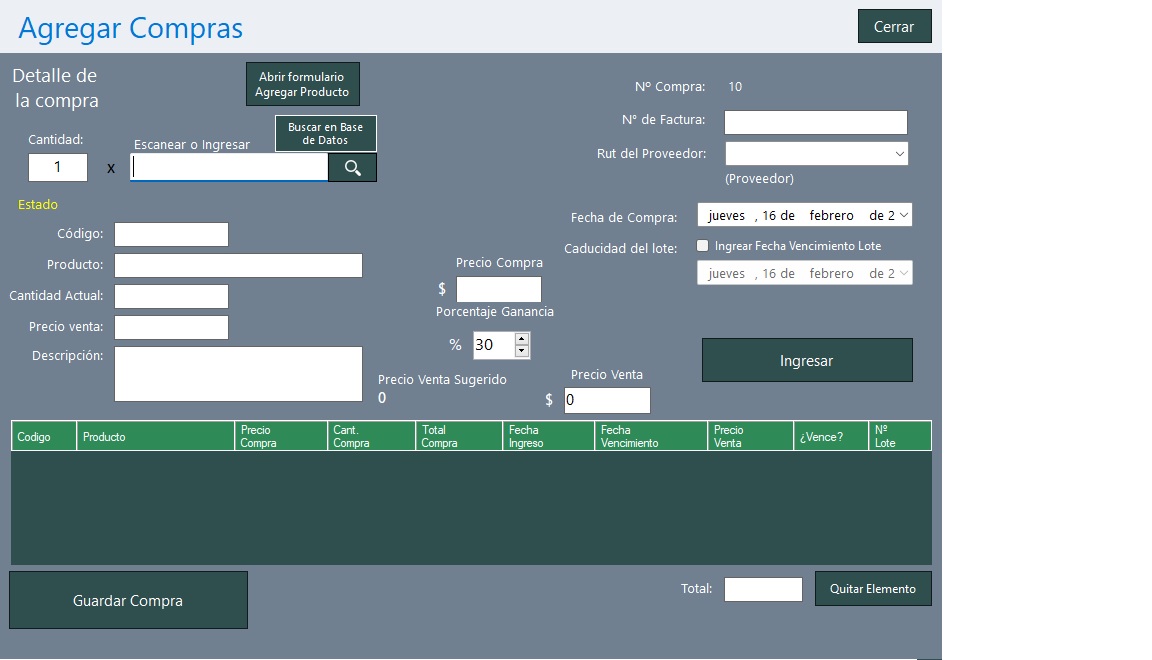 Agregar Compras
Cerrar
Detalle de
la compra
Abrir formulario
Agregar Producto
Nº Compra: 10
N° de Factura:
Buscar en Base
de Datos
Cantidad:
Escanear o Ingresar
1 x
Rut del Proveedor:
(Proveedor)
Estado
Fecha de Compra: jueves , 16 de febrero de 2
Código:
Caducidad del lote: Ingrear Fecha Vencimiento Lote
jueves , 16 de febrero de 2
Producto:
Precio Compra
$
Cantidad Actual:
Porcentaje Ganancia
Precio venta:
% 30
Descripción:
Ingresar
Precio Venta Sugerido
0
Precio Venta
$ 0
Codigo
Producto
Precio
Compra
Cant.
Compra
Total
Compra
Fecha
Ingreso
Fecha
Vencimiento
Precio
Venta
¿Vence?
Nº
Lote
Guardar Compra
Total:
Quitar Elemento